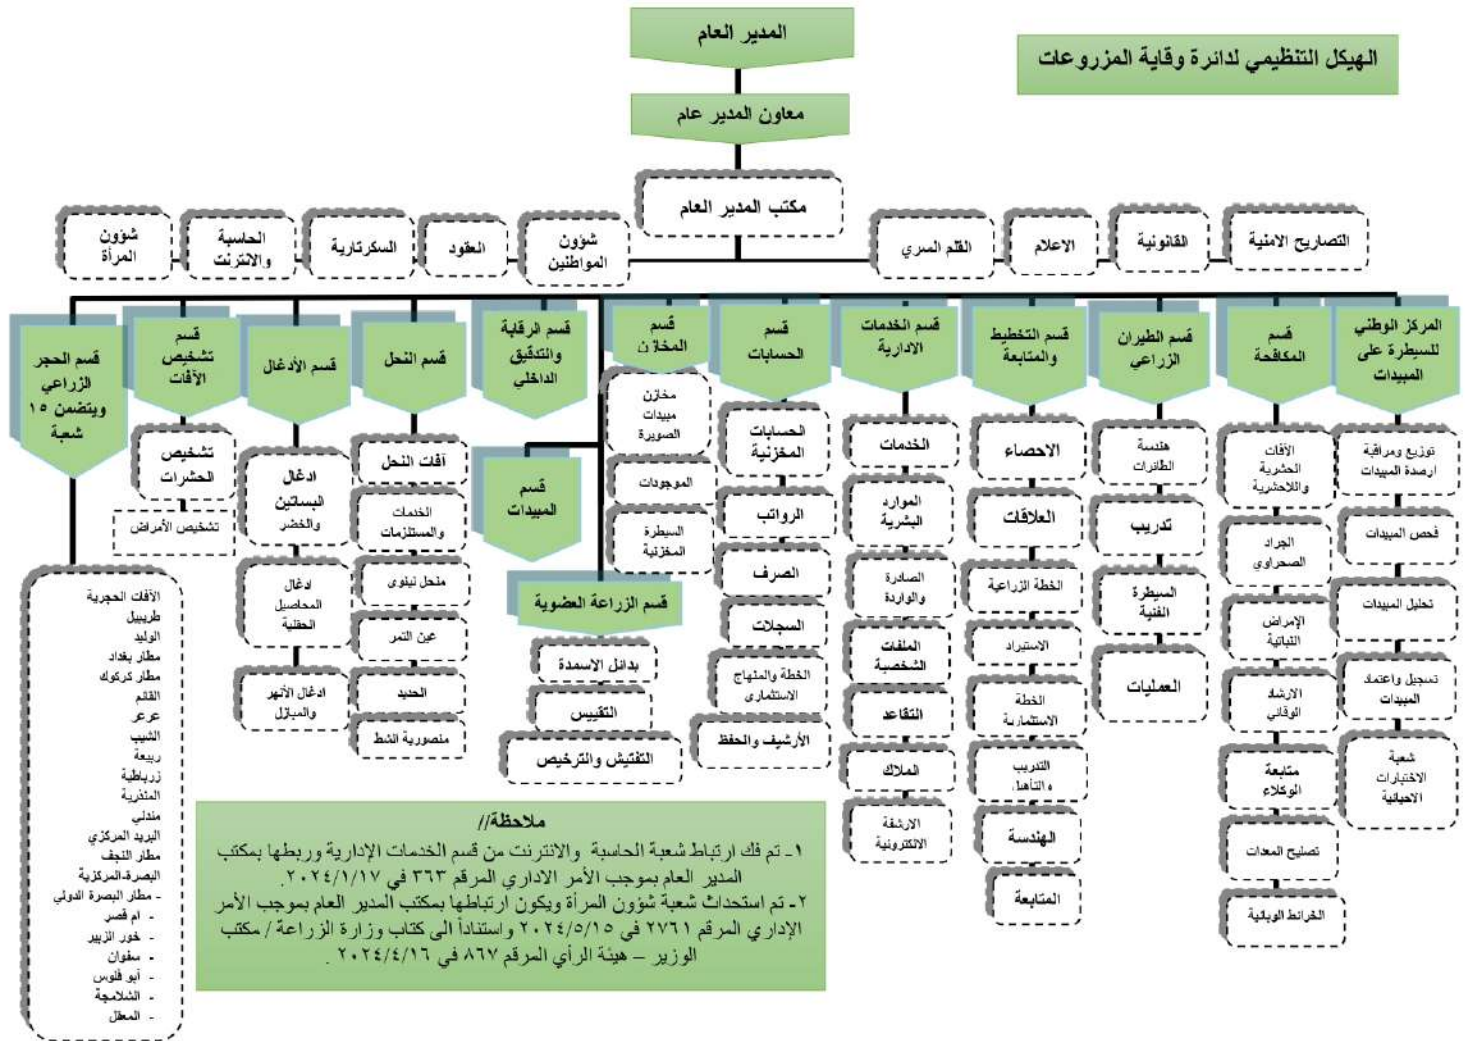 الهيكل التنظيمي لدائرة وقاية المزروعات
المدير العام
معاون المدير عام
مكتب المدير العام
التصاريح الامنية
القانونية
الاعلام
القلم السري
شؤون
المواطنين
العقود
السكرتارية
الحاسبة
والانترنت
شؤون
المرأة
المركز الوطني
للسيطرة على
المبيدات
توزيع ومراقبة
ارصدة المبيدات
فحص المبيدات
تحليل المبيدات
تسجيل واعتماد
المبيدات
شعبة
الاختبارات
الاحيائية
قسم
المكافحة
الآفات
الحشرية
واللاحشرية
الجراد
الصحراوي
الإمراض
النباتية
الارشاد
الوقائي
متابعة
الوكلاء
تصليح المعدات
الخرائط الوبائية
قسم الطيران
الزراعي
هندسة
الطائرات
تدريب
السيطرة
الفنية
العمليات
قسم التخطيط
والمتابعة
الاحصاء
العلاقات
الخطة الزراعية
الاستيراد
الخطة
الاستثمارية
التدريب
والتأهيل
الهندسة
المتابعة
قسم الخدمات
الادارية
الخدمات
الموارد
البشرية
الصادرة
والواردة
الملفات
الشخصية
التقاعد
الملاك
الارشفة
الالكترونية
قسم
الحسابات
الحسابات
المخزنية
الرواتب
الصرف
السجلات
الخطة والمنهاج
الاستثماري
الأرشيف والحفظ
قسم
المخازن
مخازن
مبيدات
الصويرة
الموجودات
السيطرة
المخزنية
قسم الرقابة
والتدقيق
الداخلي
قسم
المبيدات
قسم الزراعة العضوية
بدائل الاسمدة
التقييس
التفتيش والترخيص
قسم النحل
آفات النحل
الخدمات
والمستلزمات
منحل نينوى
عين التمر
الحديد
منصورية الشط
قسم الأدغال
ادغال
البساتين
والخضر
ادغال
المحاصيل
الحقلية
ادغال الأنهر
والمبازل
قسم
تشخيص
الآفات
تشخيص
الحشرات
تشخيص الأمراض
قسم الحجر
الزراعي
ويتضمن ١٥
شعبة
الآفات الحجرية
طريبيل
الوليد
مطار بغداد
مطار كركوك
القائم
عرعر
الشيب
ربيعة
زرباطية
المنذرية
مندلي
البريد المركزي
مطار النجف
البصرة-المركزية
- مطار البصرة الدولي
- ام قصر
- خور الزبير
- سفوان
- أبو فلوس
- الشلامجة
- المعقل
ملاحظة//
١- تم فك ارتباط شعبة الحاسبة والانترنت من قسم الخدمات الإدارية وربطها بمكتب
المدير العام بموجب الأمر الاداري المرقم ٣٦٣ في ٢٠٢٤/١/١٧.
٢- تم استحداث شعبة شؤون المرأة ويكون ارتباطها بمكتب المدير العام بموجب الأمر
الإداري المرقم ٢٧٦١ في ٢٠٢٤/٥/١٥ واستناداً الى كتاب وزارة الزراعة / مكتب
الوزير – هيئة الرأي المرقم ٨٦٧ في ٢٠٢٤/٤/١٦ .